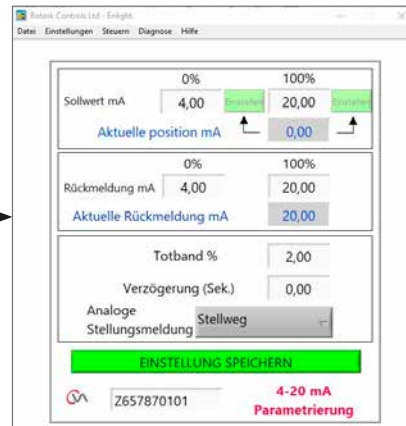 Rotork Controls Ltd - Enlight.
Datei Einstellungen Steuern Diagnose Hilfe
0% 100%
Sollwert mA 4,00 Einstellen 20,00 Einstellen
Aktuelle position mA 0,00
0% 100%
Rückmeldung mA 4,00 20,00
Aktuelle Rückmeldung mA 20,00
Totband % 2,00
Verzögerung (Sek.) 0,00
Analoge
Stellungsmeldung Stellweg
EINSTELLUNG SPEICHERN
Z657870101 4-20 mA
Parametrierung